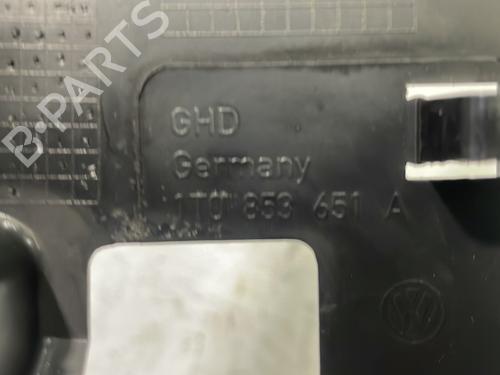 B-PARTS
GHD
Germany
1T0 853 651 A